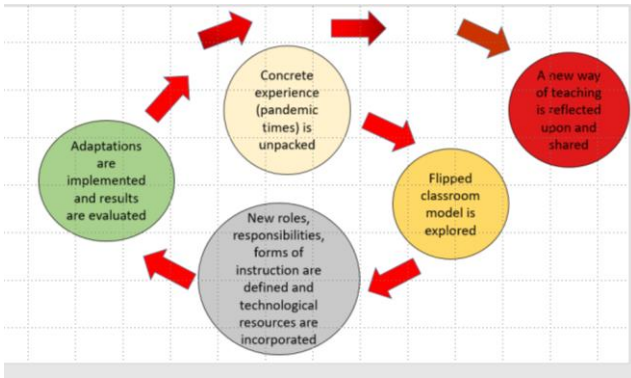 Concrete
experience
(pandemic
times) is
unpacked
A new way
of teaching
is reflected
upon and
shared
Adaptations
are
implemented
and results
are evaluated
Flipped
classroom
model is
explored
New roles,
responsibilities,
forms of
instruction are
defined and
technological
resources are
incorporated